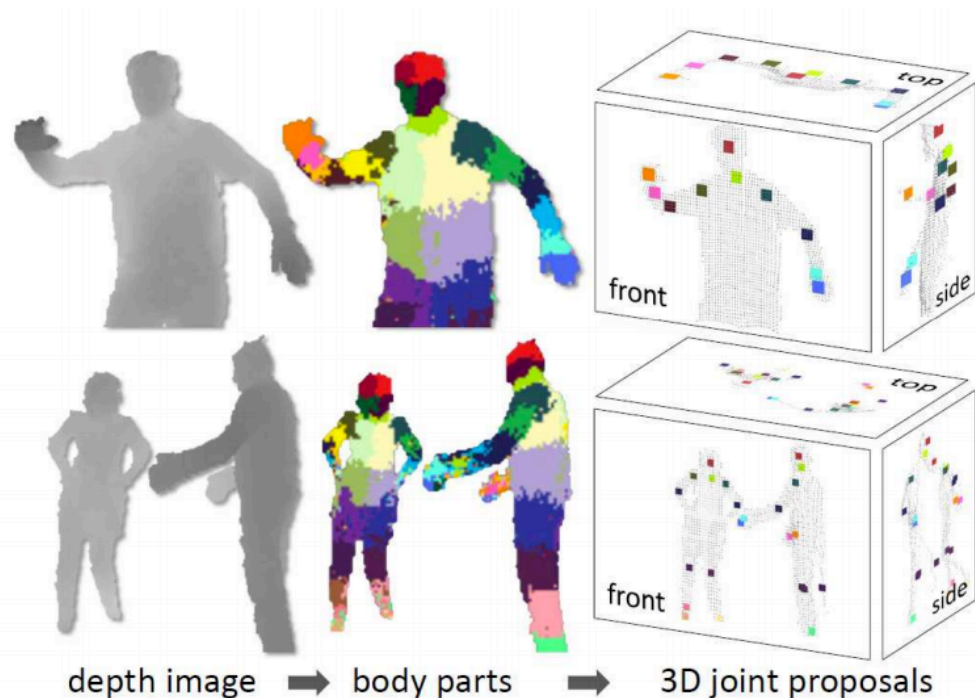 top
front
side
top
front
side
depth image
body parts
3D joint proposals